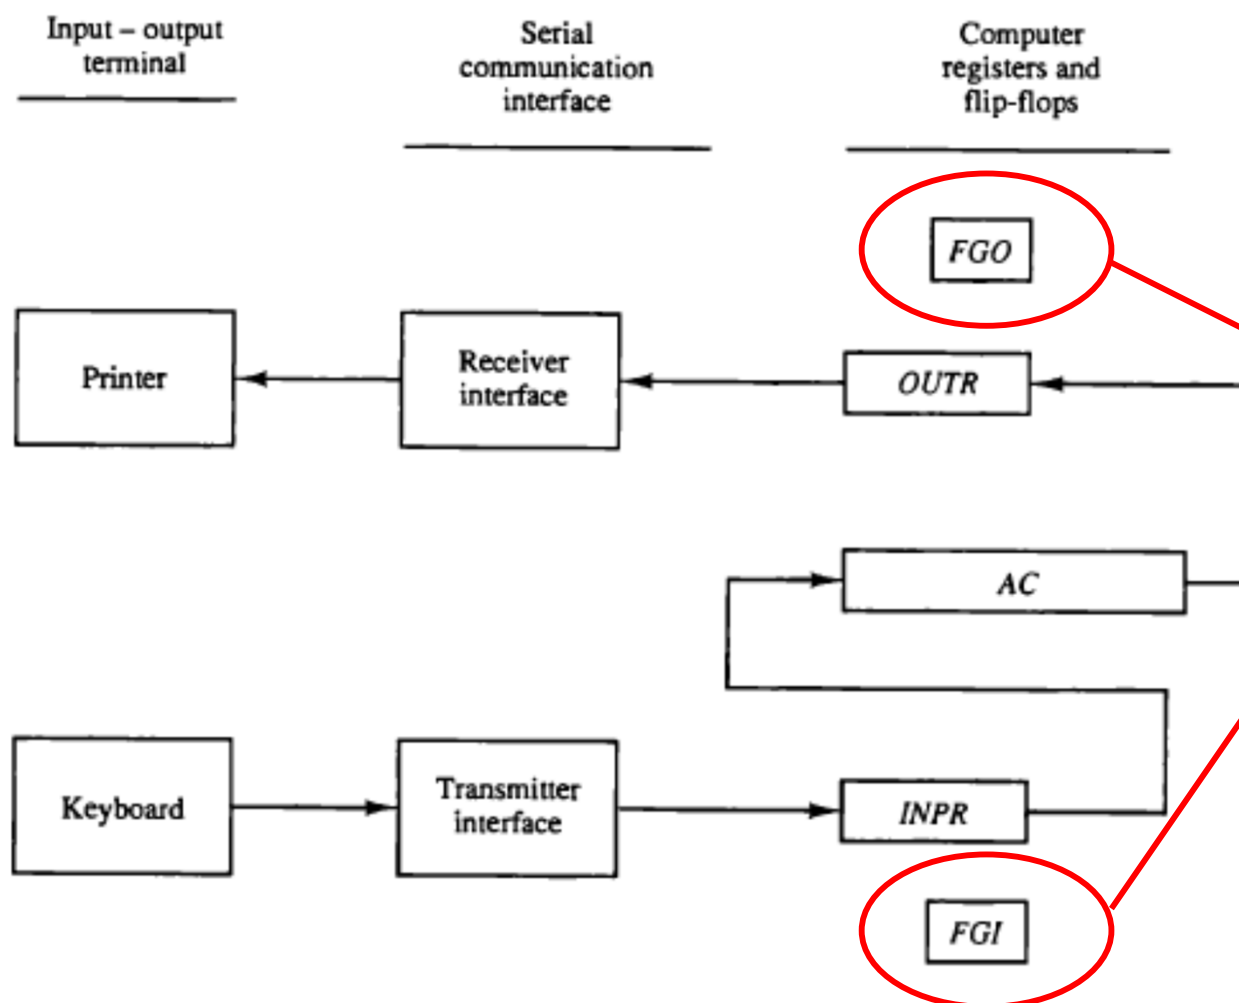 Input – output
terminal
Serial
communication
interface
Computer
registers and
flip-flops
FGO
Printer
Receiver
interface
OUTR
AC
Keyboard
Transmitter
interface
INPR
FGI